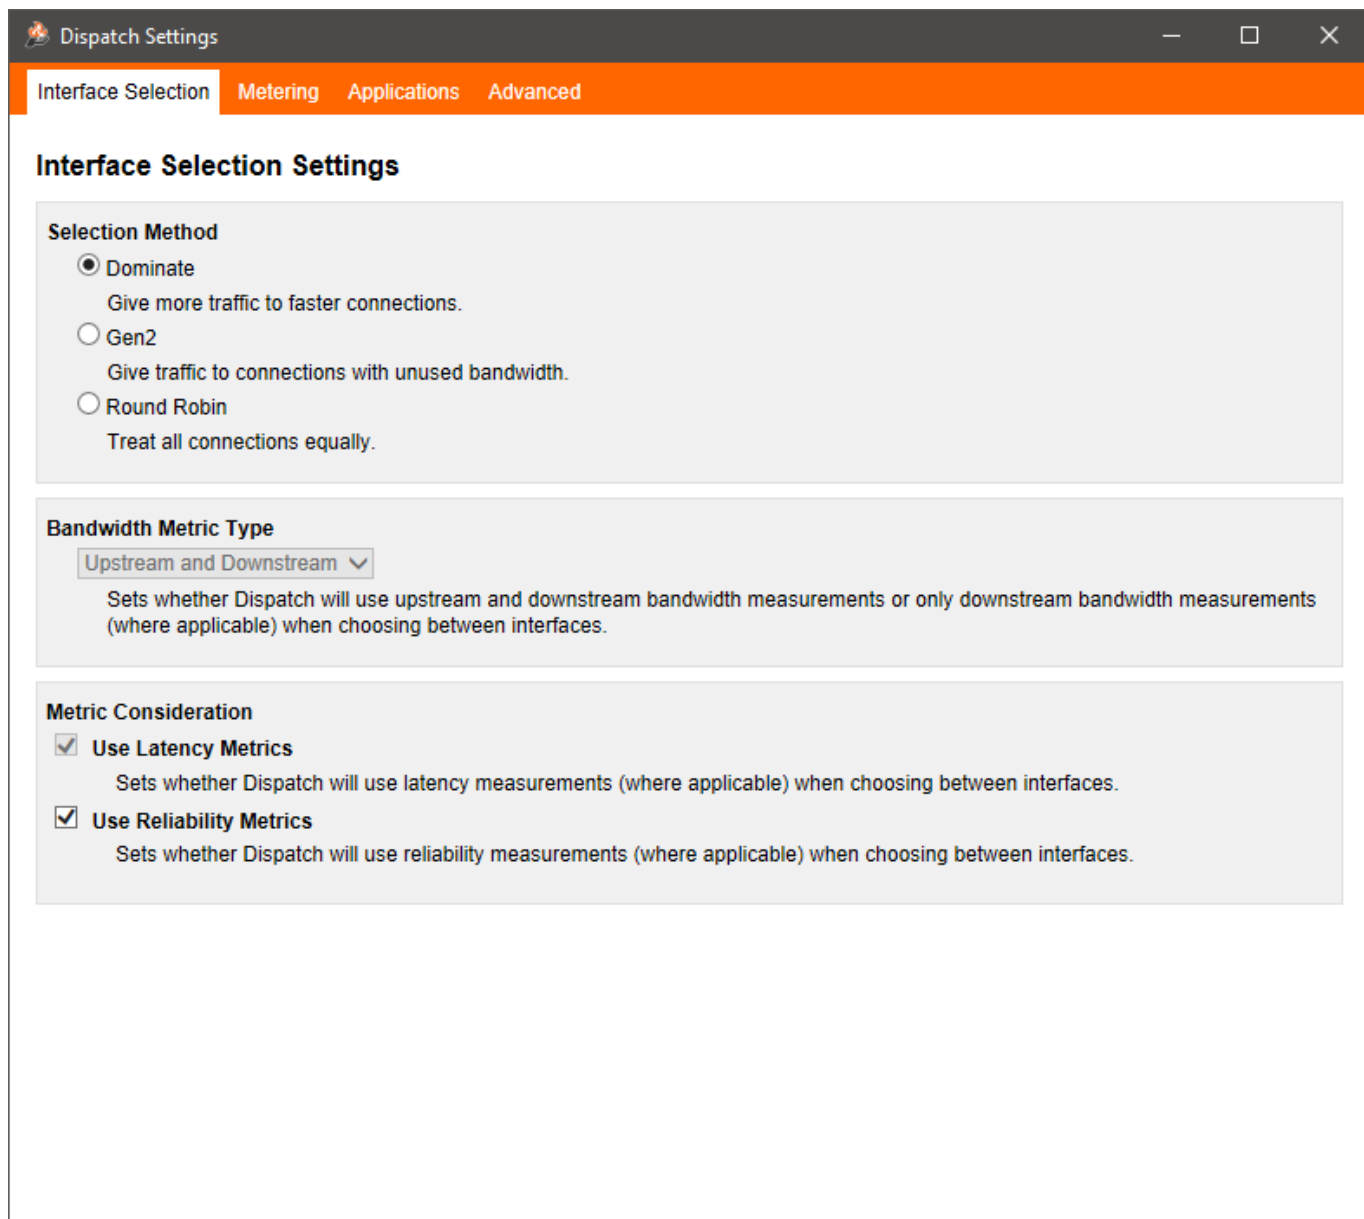 Dispatch Settings
Interface Selection Metering Applications Advanced
Interface Selection Settings
Selection Method
Dominate
Give more traffic to faster connections.
Gen2
Give traffic to connections with unused bandwidth.
Round Robin
Treat all connections equally.
Bandwidth Metric Type
Upstream and Downstream
Sets whether Dispatch will use upstream and downstream bandwidth measurements or only downstream bandwidth measurements
(where applicable) when choosing between interfaces.
Metric Consideration
Use Latency Metrics
Sets whether Dispatch will use latency measurements (where applicable) when choosing between interfaces.
Use Reliability Metrics
Sets whether Dispatch will use reliability measurements (where applicable) when choosing between interfaces.